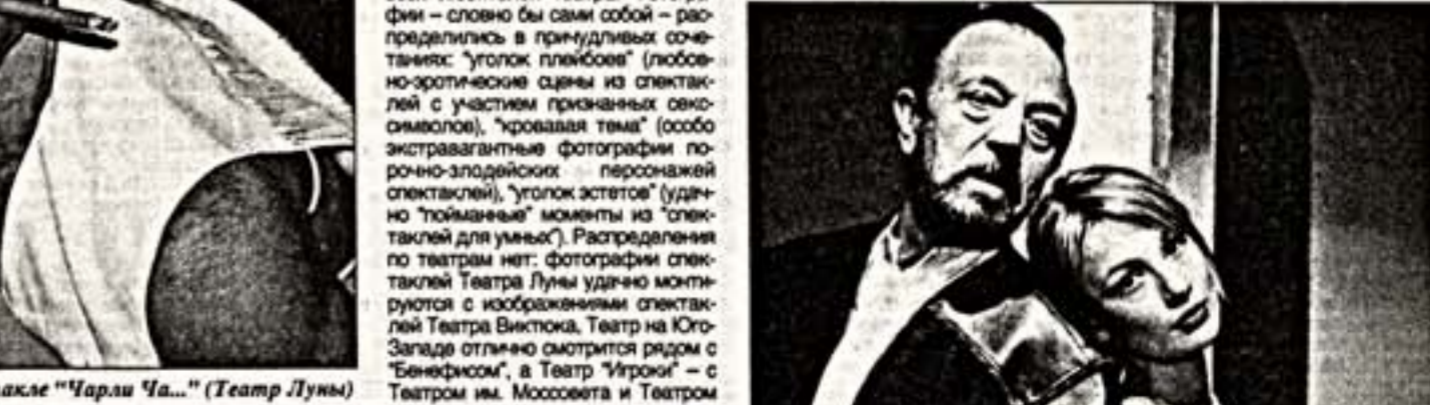 фии – словно бы сами собой – рас-
пределились в причудливых соче-
таниях: "уголок плейбоев" (любов-
но-эротические сцены из спектак-
лей с участием признанных секс-
символов), "кровавая тема" (особо
экстравагантные фотографии по-
рочно-злодейских персонажей
спектаклей), "уголок эстетов" (удач-
но "пойманные" моменты из "спек-
таклей для умных"). Распределения
по театрам нет: фотографии спек-
таклей Театра Луны удачно монти-
руются с изображениями спектак-
лей Театра Виктюка, Театр на Юго-
Западе отлично смотрится рядом с
"Бенефисом", а Театр "Игроки" – с
Театром им. Моссовета и Театром
акле "Чарли Ча..." (Театр Луны)